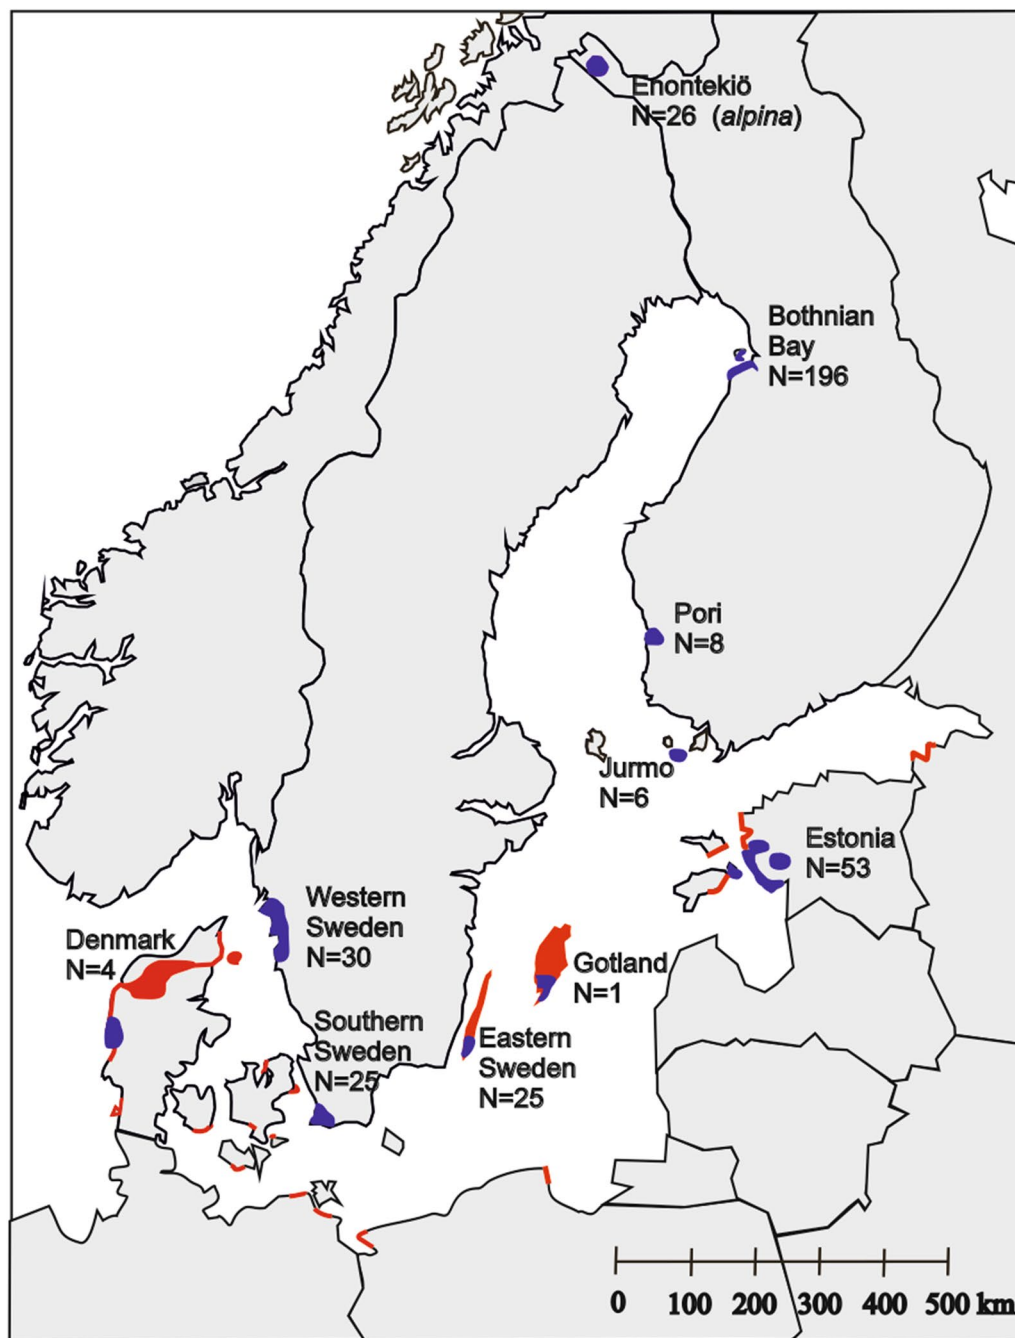 Enontekiö
N=26 (alpina)
Bothnian
Bay
N=196
Pori
N=8
Jurmo
N=6
Estonia
N=53
Western
Sweden
N=30
Denmark
N=4
Gotland
N=1
Southern
Sweden
N=25
Eastern
Sweden
N=25
0 100 200 300 400 500 km